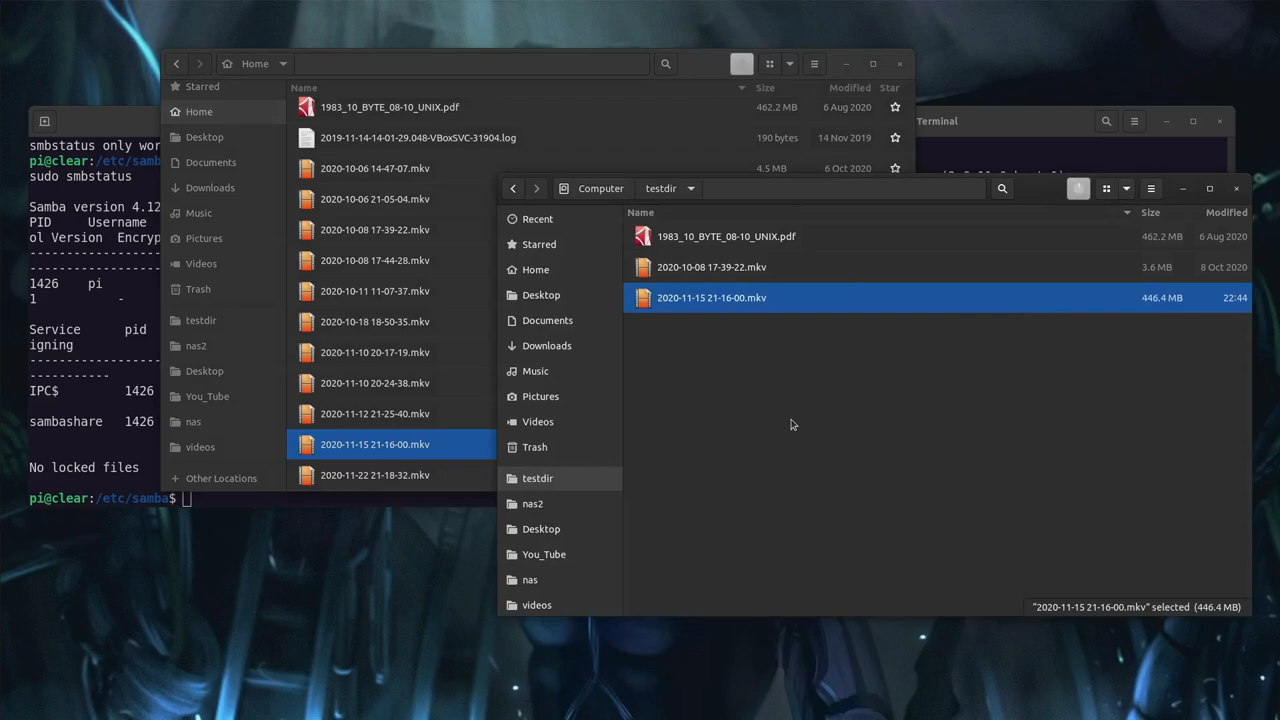 Home
Starred
Home
Desktop
Documents
Downloads
Music
Pictures
Videos
Trash
testdir
nas2
Desktop
You_Tube
nas
videos
Other Locations
Name Size Modified Star
1983_10_BYTE_08-10_UNIX.pdf 462.2 MB 6 Aug 2020
2019-11-14-14-01-29.048-VBoxSVC-31904.log 190 bytes 14 Nov 2019
2020-10-06 14-47-07.mkv 4.5 MB 6 Oct 2020
2020-10-06 21-05-04.mkv
2020-10-08 17-39-22.mkv
2020-10-08 17-44-28.mkv
2020-10-11 11-07-37.mkv
2020-10-18 18-50-35.mkv
2020-11-10 20-17-19.mkv
2020-11-10 20-24-38.mkv
2020-11-12 21-25-40.mkv
2020-11-15 21-16-00.mkv
2020-11-22 21-18-32.mkv
Terminal
smbstatus only wor
pi@clear:/etc/samb
sudo smbstatus
Samba version 4.12
PID Username
ol Version Encryp
--------------------
--------------------
1426 pi
1 -
Service pid
igning
--------------------
-----------
IPC$ 1426
sambashare 1426
No locked files
pi@clear:/etc/samba$
Computer testdir
Recent
Starred
Home
Desktop
Documents
Downloads
Music
Pictures
Videos
Trash
testdir
nas2
Desktop
You_Tube
nas
videos
Name Size Modified
1983_10_BYTE_08-10_UNIX.pdf 462.2 MB 6 Aug 2020
2020-10-08 17-39-22.mkv 3.6 MB 8 Oct 2020
2020-11-15 21-16-00.mkv 446.4 MB 22:44
"2020-11-15 21-16-00.mkv" selected (446.4 MB)